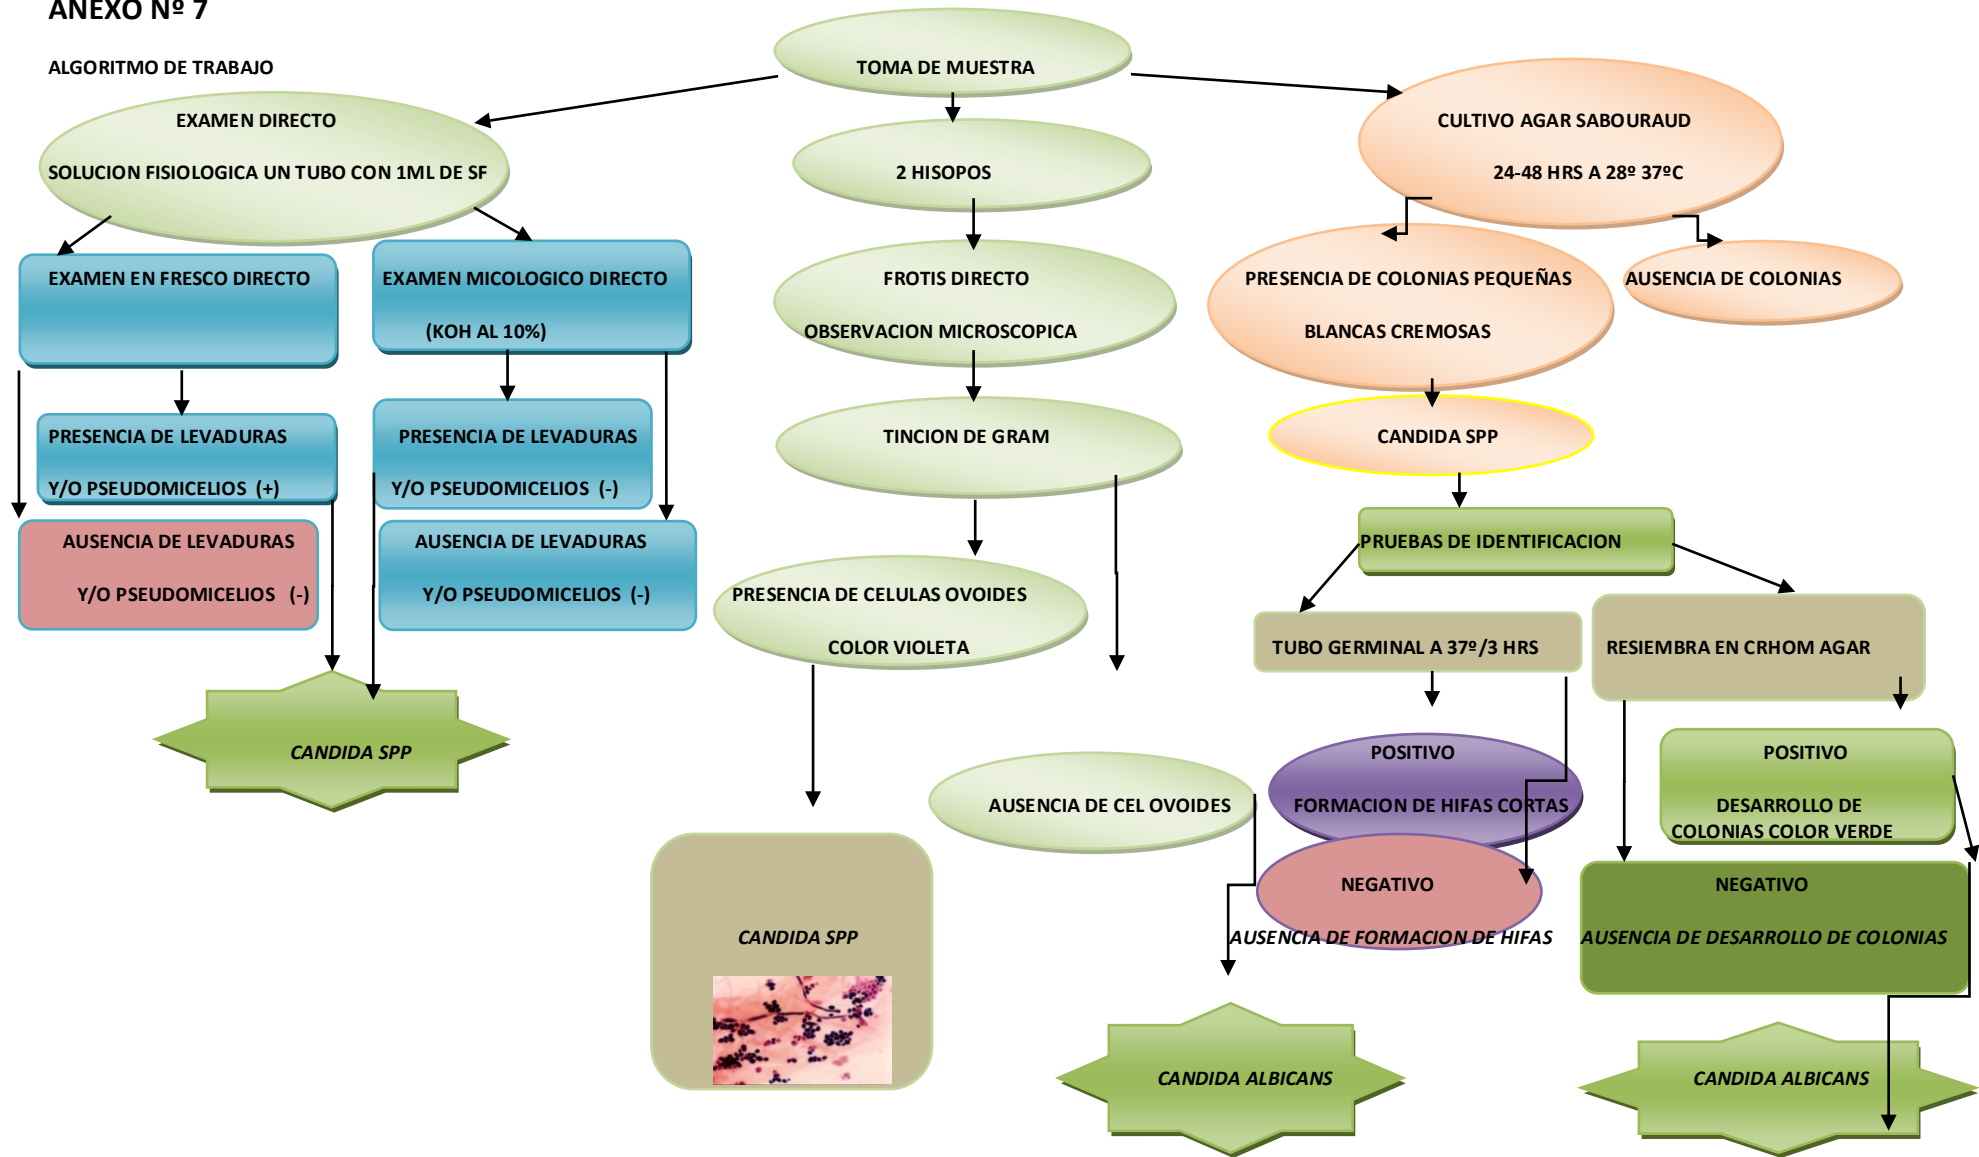 ANEXO Nº 7
ALGORITMO DE TRABAJO
TOMA DE MUESTRA
EXAMEN DIRECTO
SOLUCION FISIOLOGICA UN TUBO CON 1ML DE SF
2 HISOPOS
CULTIVO AGAR SABOURAUD
24-48 HRS A 28º 37ºC
EXAMEN EN FRESCO DIRECTO
EXAMEN MICOLOGICO DIRECTO
(KOH AL 10%)
FROTIS DIRECTO
OBSERVACION MICROSCOPICA
PRESENCIA DE COLONIAS PEQUEÑAS
BLANCAS CREMOSAS
AUSENCIA DE COLONIAS
PRESENCIA DE LEVADURAS
Y/O PSEUDOMICELIOS (+)
PRESENCIA DE LEVADURAS
Y/O PSEUDOMICELIOS (-)
TINCION DE GRAM
CANDIDA SPP
AUSENCIA DE LEVADURAS
Y/O PSEUDOMICELIOS (-)
AUSENCIA DE LEVADURAS
Y/O PSEUDOMICELIOS (-)
PRESENCIA DE CELULAS OVOIDES
COLOR VIOLETA
PRUEBAS DE IDENTIFICACION
TUBO GERMINAL A 37º/3 HRS
RESIEMBRA EN CRHOM AGAR
CANDIDA SPP
AUSENCIA DE CEL OVOIDES
POSITIVO
FORMACION DE HIFAS CORTAS
POSITIVO
DESARROLLO DE
COLONIAS COLOR VERDE
NEGATIVO
AUSENCIA DE FORMACION DE HIFAS
NEGATIVO
AUSENCIA DE DESARROLLO DE COLONIAS
CANDIDA SPP
CANDIDA ALBICANS
CANDIDA ALBICANS